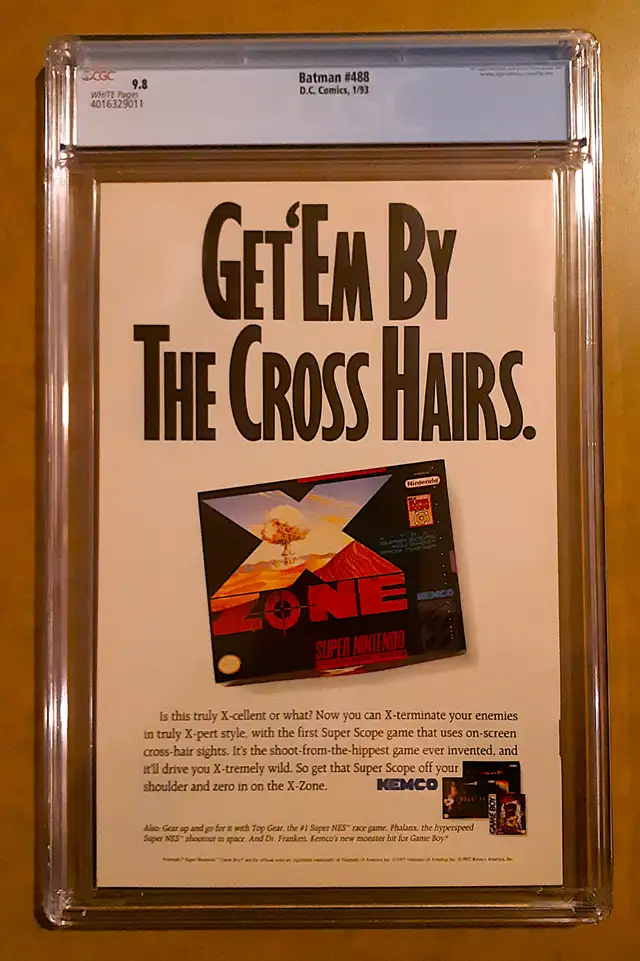 CGC
9.8
WHITE Pages
4016329011
Batman #488
D.C. Comics, 1/93
GET 'EM BY
THE CROSS HAIRS.
Nintendo
X
ZONE
KEMCO
SUPER NINTENDO
Is this truly X-cellent or what? Now you can X-terminate your enemies
in truly X-pert style, with the first Super Scope game that uses on-screen
cross-hair sights. It's the shoot-from-the-hippest game ever invented, and
it'll drive you X-tremely wild. So get that Super Scope off your
shoulder and zero in on the X-Zone.
KEMCO
GAME BOY
Also: Gear up and go for it with Top Gear, the #1 Super NES™ race game. Phalanx, the hyperspeed
Super NES™ shootout in space. And Dr. Franken, Kemco's new monster hit for Game Boy.®